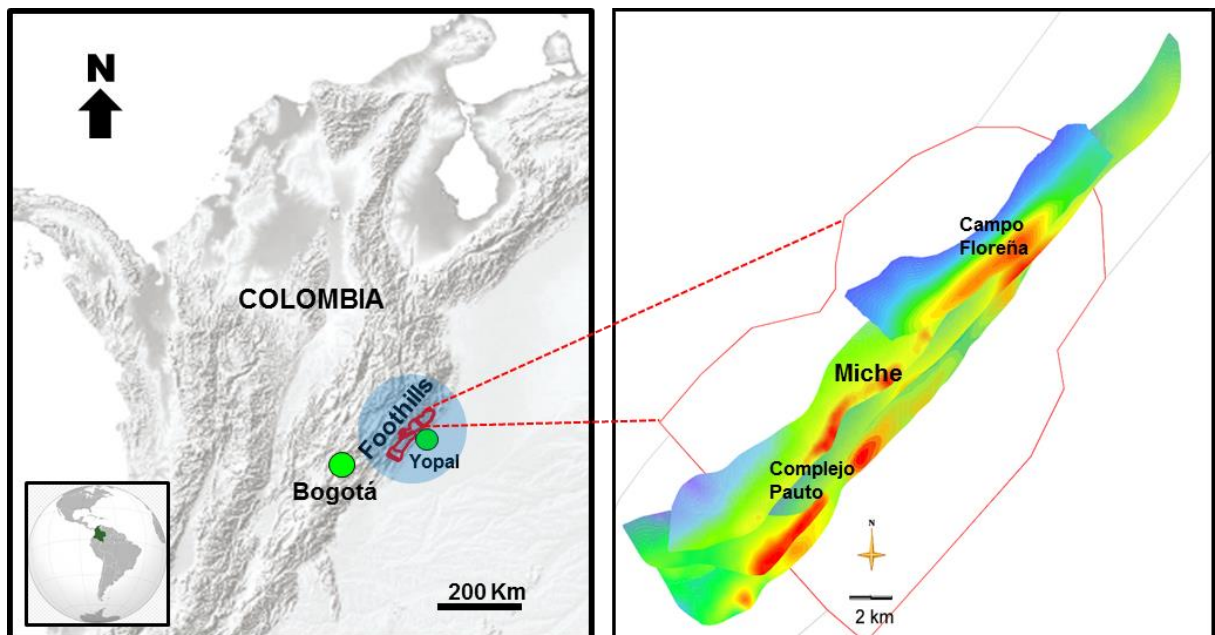 N
COLOMBIA
Foothills
Yopal
Bogotá
200 Km
Campo
Floreña
Miche
Complejo
Pauto
N
2 km